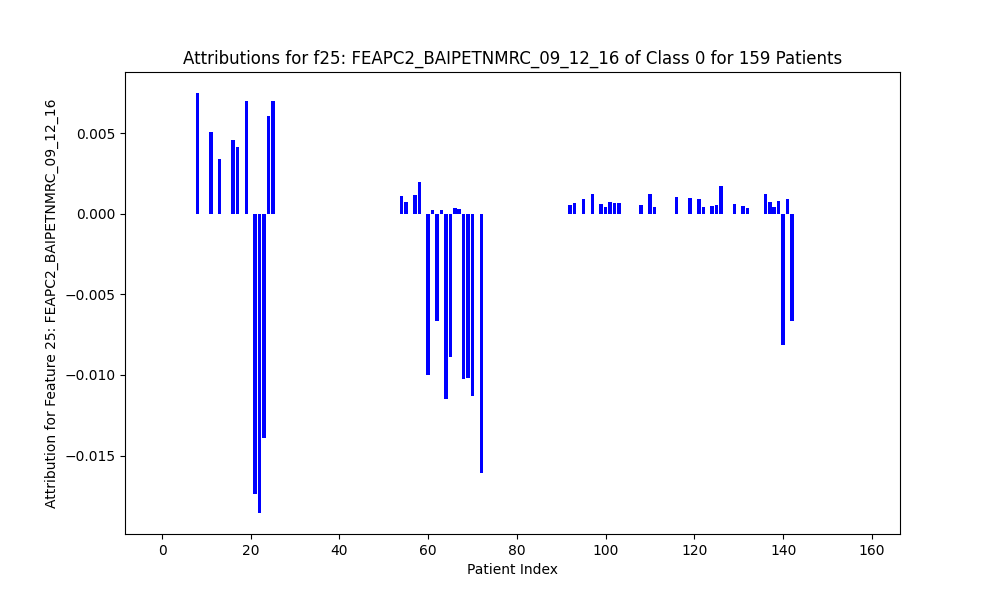 Attributions for f25: FEAPC2_BAIPETNMRC_09_12_16 of Class 0 for 159 Patients
Attribution for Feature 25: FEAPC2_BAIPETNMRC_09_12_16
0.005
0.000
−0.005
−0.010
−0.015
0 20 40 60 80 100 120 140 160
Patient Index